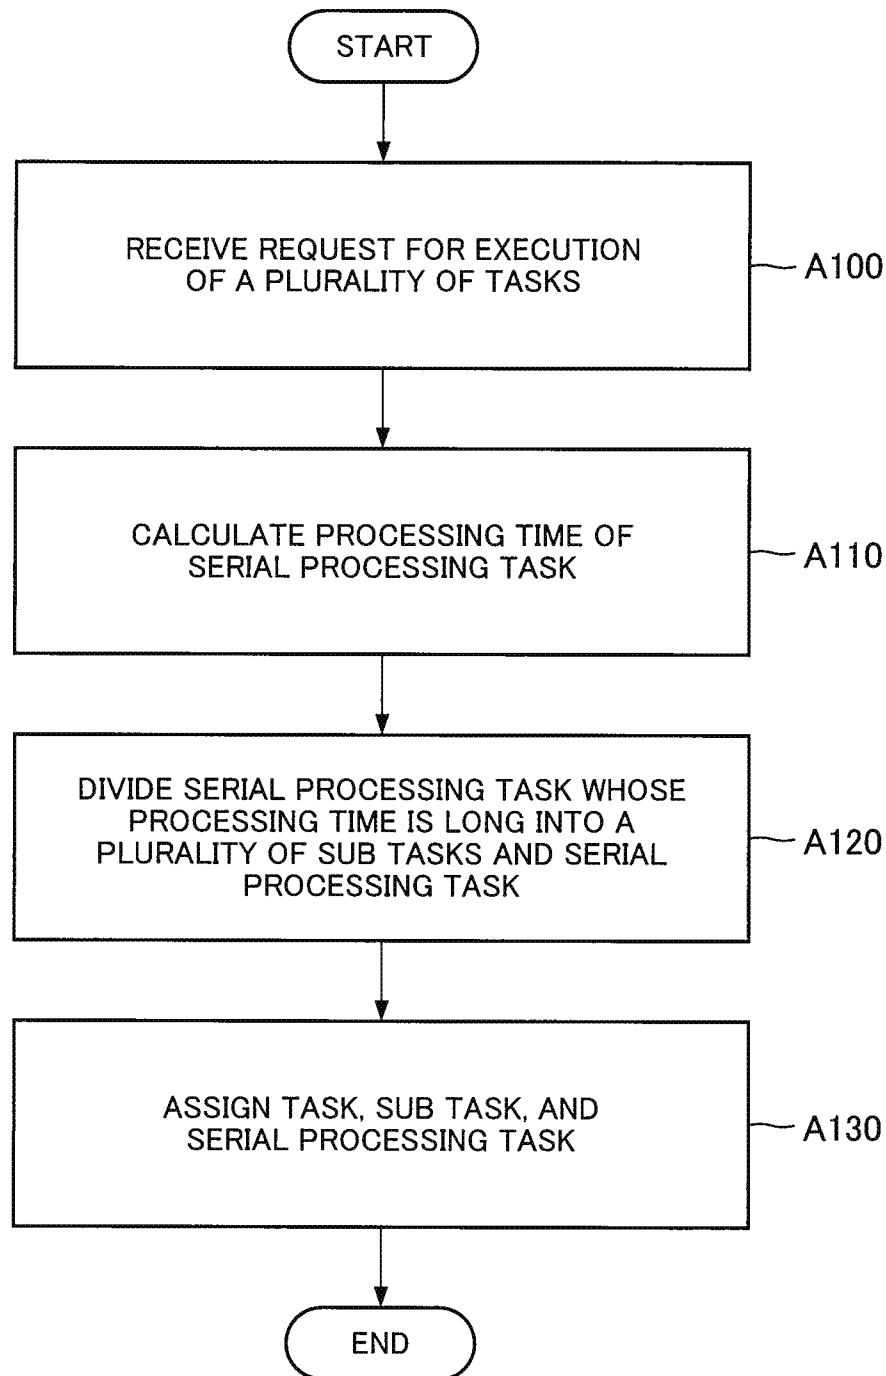 START
RECEIVE REQUEST FOR EXECUTION
OF A PLURALITY OF TASKS
A100
CALCULATE PROCESSING TIME OF
SERIAL PROCESSING TASK
A110
DIVIDE SERIAL PROCESSING TASK WHOSE
PROCESSING TIME IS LONG INTO A
PLURALITY OF SUB TASKS AND SERIAL
PROCESSING TASK
A120
ASSIGN TASK, SUB TASK, AND
SERIAL PROCESSING TASK
A130
END